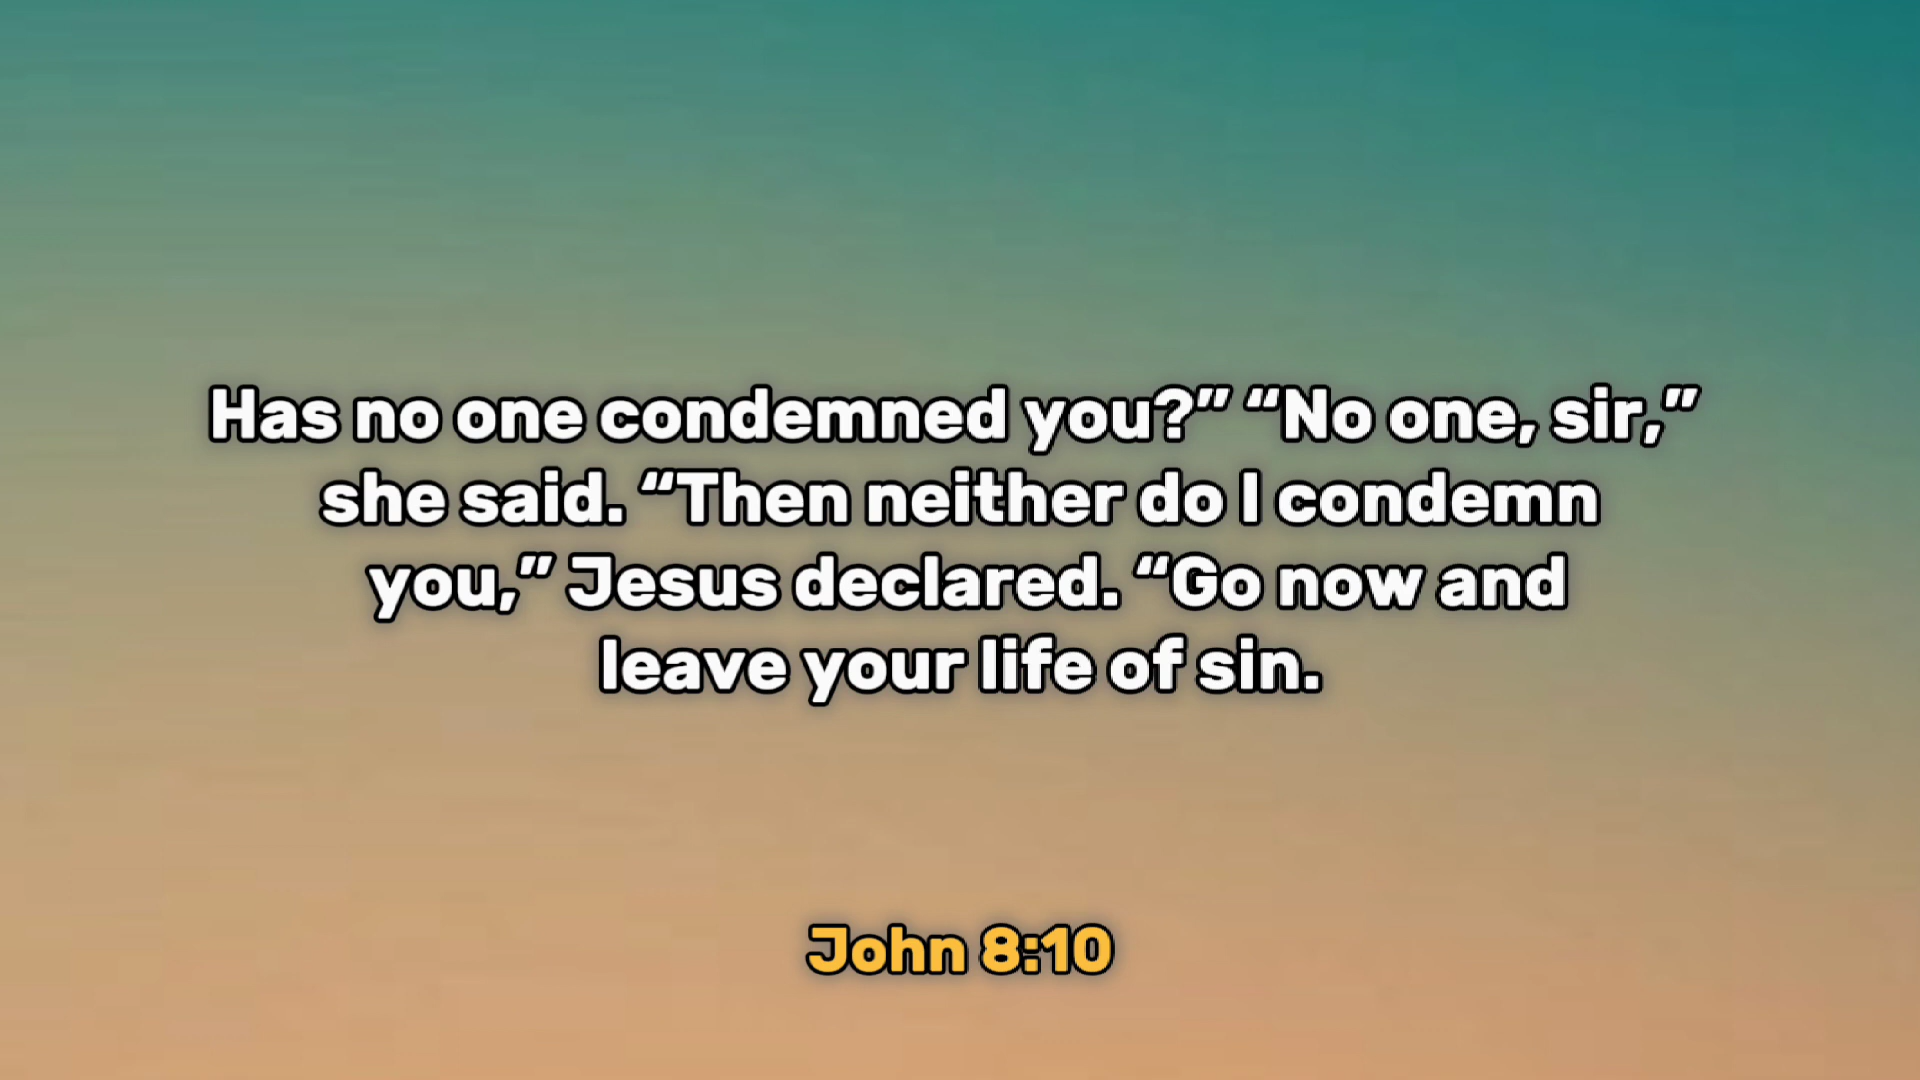 Has no one condemned you?” “No one, sir,”
she said. “Then neither do I condemn
you,” Jesus declared. “Go now and
leave your life of sin.
John 8:10